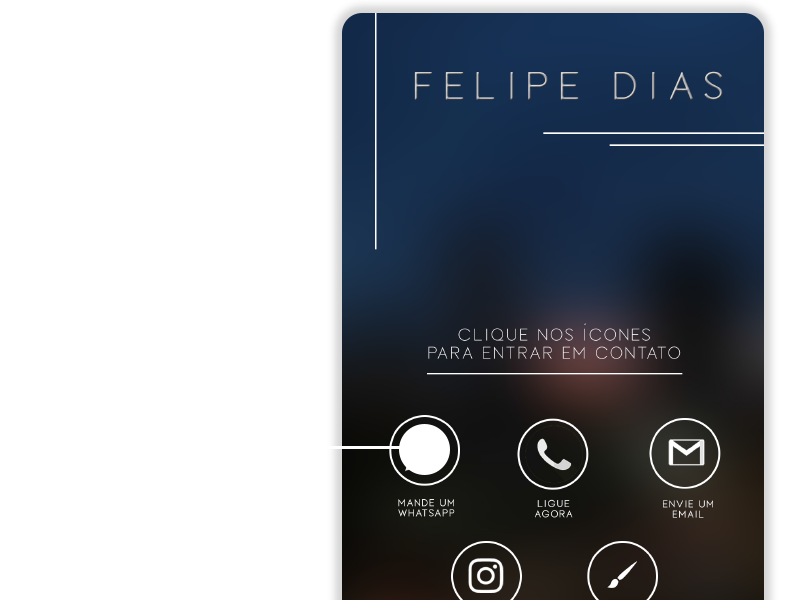 FELIPE DIAS
CLIQUE NOS ÍCONES
PARA ENTRAR EM CONTATO
MANDE UM
WHATSAPP
LIGUE
AGORA
ENVIE UM
EMAIL